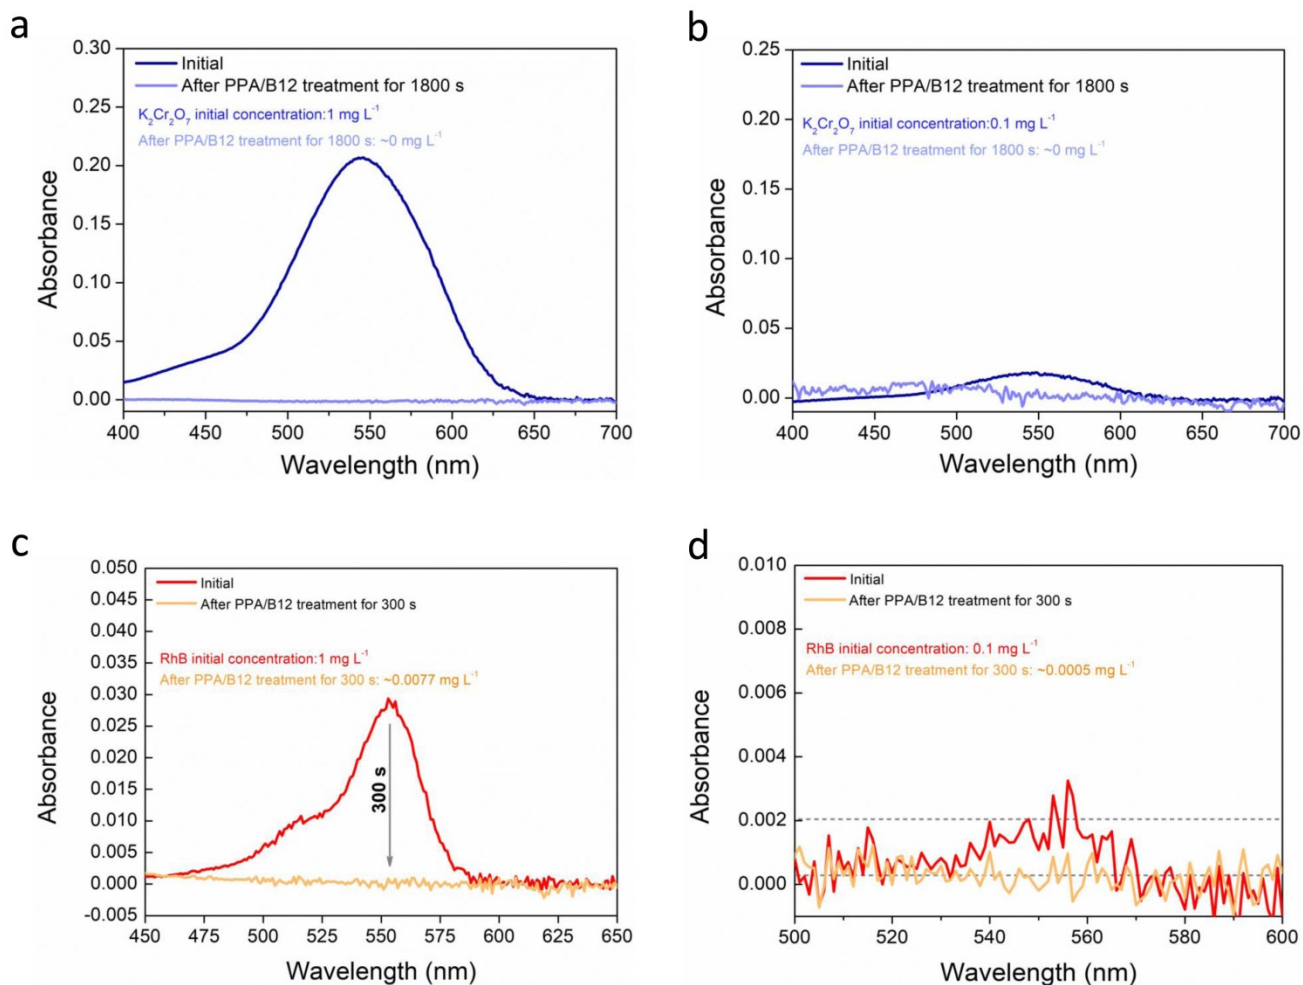 a
Initial
After PPA/B12 treatment for 1800 s
K₂Cr₂O₇ initial concentration:1 mg L⁻¹
After PPA/B12 treatment for 1800 s: ~0 mg L⁻¹
0.30
0.25
0.20
0.15
0.10
0.05
0.00
Absorbance
400 450 500 550 600 650 700
Wavelength (nm)
b
Initial
After PPA/B12 treatment for 1800 s
K₂Cr₂O₇ initial concentration:0.1 mg L⁻¹
After PPA/B12 treatment for 1800 s: ~0 mg L⁻¹
0.25
0.20
0.15
0.10
0.05
0.00
Absorbance
400 450 500 550 600 650 700
Wavelength (nm)
c
Initial
After PPA/B12 treatment for 300 s
RhB initial concentration:1 mg L⁻¹
After PPA/B12 treatment for 300 s: ~0.0077 mg L⁻¹
300 s
0.050
0.045
0.040
0.035
0.030
0.025
0.020
0.015
0.010
0.005
0.000
-0.005
Absorbance
450 475 500 525 550 575 600 625 650
Wavelength (nm)
d
Initial
After PPA/B12 treatment for 300 s
RhB initial concentration: 0.1 mg L⁻¹
After PPA/B12 treatment for 300 s: ~0.0005 mg L⁻¹
0.010
0.008
0.006
0.004
0.002
0.000
Absorbance
500 520 540 560 580 600
Wavelength (nm)